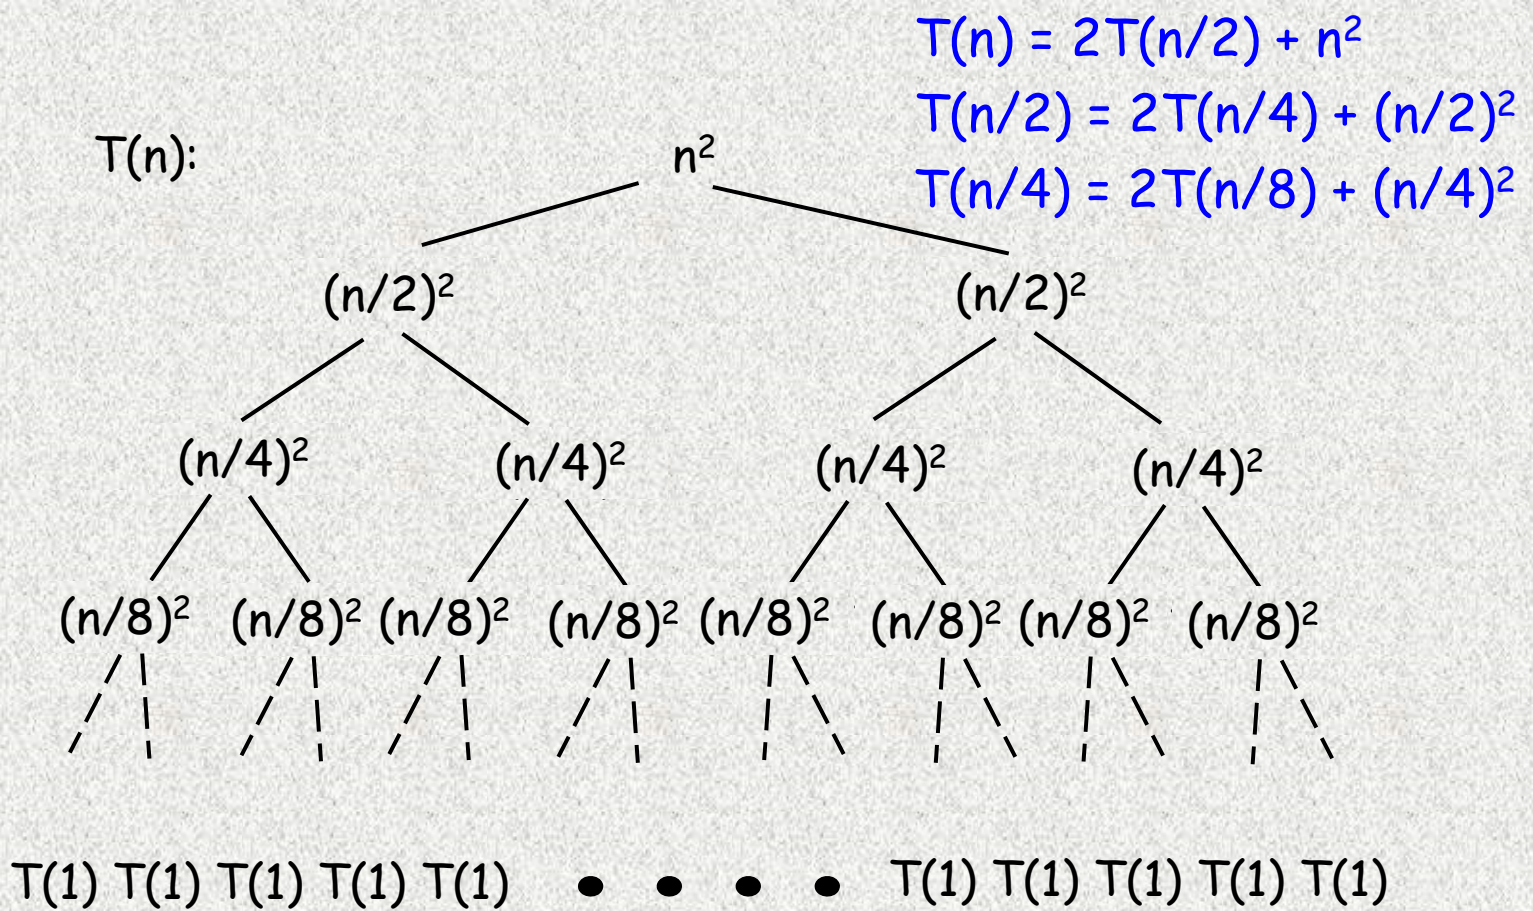 T(n) = 2T(n/2) + n²
T(n/2) = 2T(n/4) + (n/2)²
T(n): n²
T(n/4) = 2T(n/8) + (n/4)²
(n/2)² (n/2)²
(n/4)² (n/4)² (n/4)² (n/4)²
(n/8)² (n/8)² (n/8)² (n/8)² (n/8)² (n/8)² (n/8)² (n/8)²
T(1) T(1) T(1) T(1) T(1) • • • • T(1) T(1) T(1) T(1) T(1)